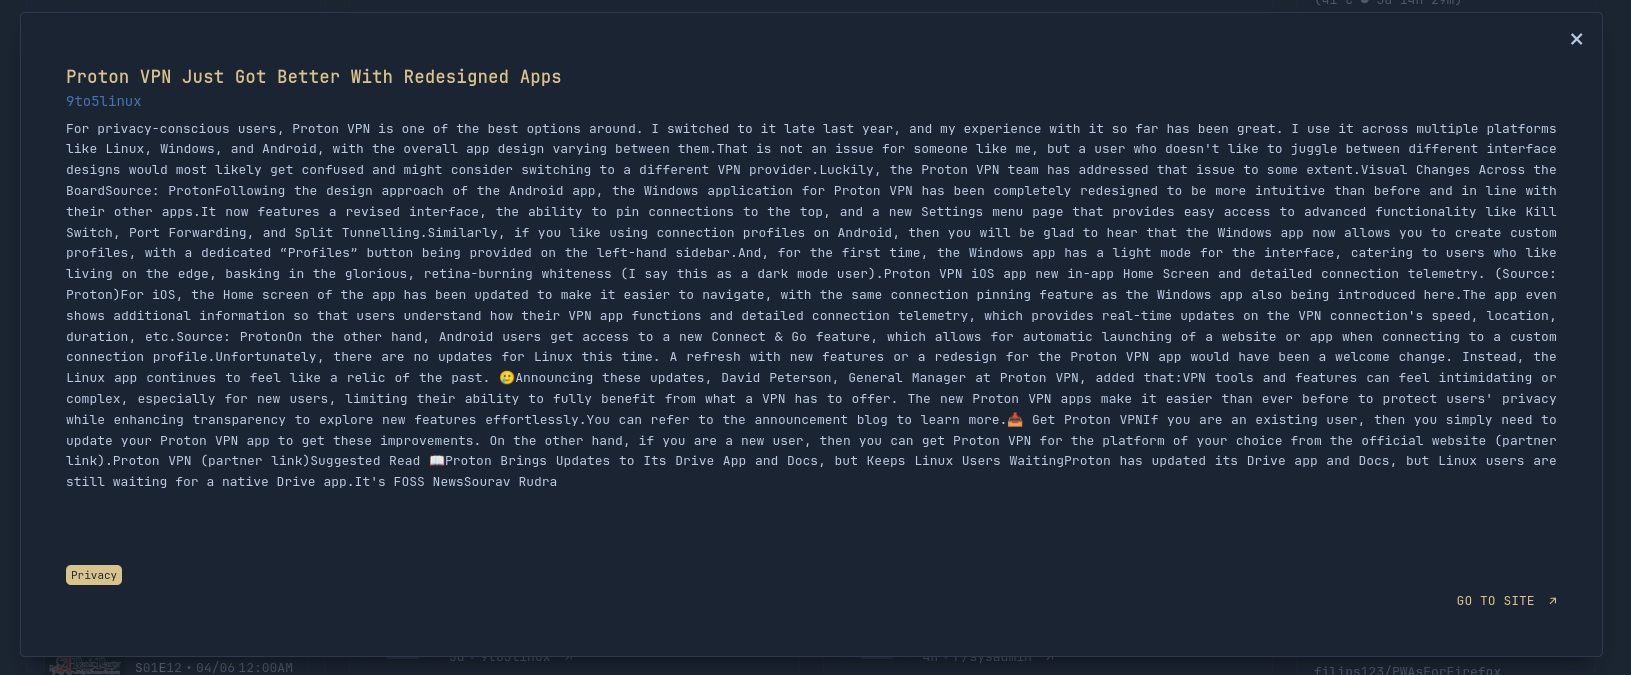 (41°C ● 3d 14h 29m)
×
Proton VPN Just Got Better With Redesigned Apps
9to5linux
For privacy-conscious users, Proton VPN is one of the best options around. I switched to it late last year, and my experience with it so far has been great. I use it across multiple platforms
like Linux, Windows, and Android, with the overall app design varying between them.That is not an issue for someone like me, but a user who doesn't like to juggle between different interface
designs would most likely get confused and might consider switching to a different VPN provider.Luckily, the Proton VPN team has addressed that issue to some extent.Visual Changes Across the
BoardSource: ProtonFollowing the design approach of the Android app, the Windows application for Proton VPN has been completely redesigned to be more intuitive than before and in line with
their other apps.It now features a revised interface, the ability to pin connections to the top, and a new Settings menu page that provides easy access to advanced functionality like Kill
Switch, Port Forwarding, and Split Tunnelling.Similarly, if you like using connection profiles on Android, then you will be glad to hear that the Windows app now allows you to create custom
profiles, with a dedicated “Profiles” button being provided on the left-hand sidebar.And, for the first time, the Windows app has a light mode for the interface, catering to users who like
living on the edge, basking in the glorious, retina-burning whiteness (I say this as a dark mode user).Proton VPN iOS app new in-app Home Screen and detailed connection telemetry. (Source:
Proton)For iOS, the Home screen of the app has been updated to make it easier to navigate, with the same connection pinning feature as the Windows app also being introduced here.The app even
shows additional information so that users understand how their VPN app functions and detailed connection telemetry, which provides real-time updates on the VPN connection's speed, location,
duration, etc.Source: ProtonOn the other hand, Android users get access to a new Connect & Go feature, which allows for automatic launching of a website or app when connecting to a custom
connection profile.Unfortunately, there are no updates for Linux this time. A refresh with new features or a redesign for the Proton VPN app would have been a welcome change. Instead, the
Linux app continues to feel like a relic of the past. 🥲Announcing these updates, David Peterson, General Manager at Proton VPN, added that:VPN tools and features can feel intimidating or
complex, especially for new users, limiting their ability to fully benefit from what a VPN has to offer. The new Proton VPN apps make it easier than ever before to protect users' privacy
while enhancing transparency to explore new features effortlessly.You can refer to the announcement blog to learn more.📥 Get Proton VPNIf you are an existing user, then you simply need to
update your Proton VPN app to get these improvements. On the other hand, if you are a new user, then you can get Proton VPN for the platform of your choice from the official website (partner
link).Proton VPN (partner link)Suggested Read 📖Proton Brings Updates to Its Drive App and Docs, but Keeps Linux Users WaitingProton has updated its Drive app and Docs, but Linux users are
still waiting for a native Drive app.It's FOSS NewsSourav Rudra
Privacy
GO TO SITE ↗
S01E12 • 04/06 12:00AM
3d • 9to5linux ↗
4h • r/sysadmin ↗
filips123/PWAsForFirefox